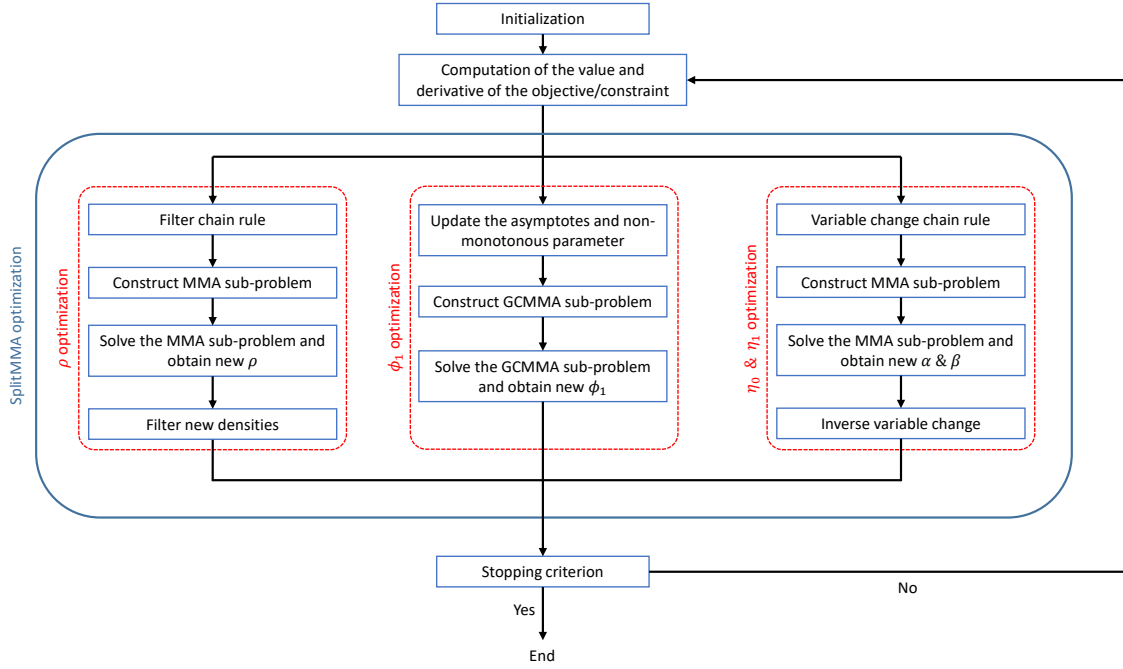 Initialization
Computation of the value and
derivative of the objective/constraint
SplitMMA optimization
ρ optimization
Filter chain rule
Construct MMA sub-problem
Solve the MMA sub-problem and
obtain new ρ
Filter new densities
ϕ₁ optimization
Update the asymptotes and non-
monotonous parameter
Construct GCMMA sub-problem
Solve the GCMMA sub-problem
and obtain new ϕ₁
η₀ & η₁ optimization
Variable change chain rule
Construct MMA sub-problem
Solve the MMA sub-problem and
obtain new α & β
Inverse variable change
Stopping criterion
No
Yes
End